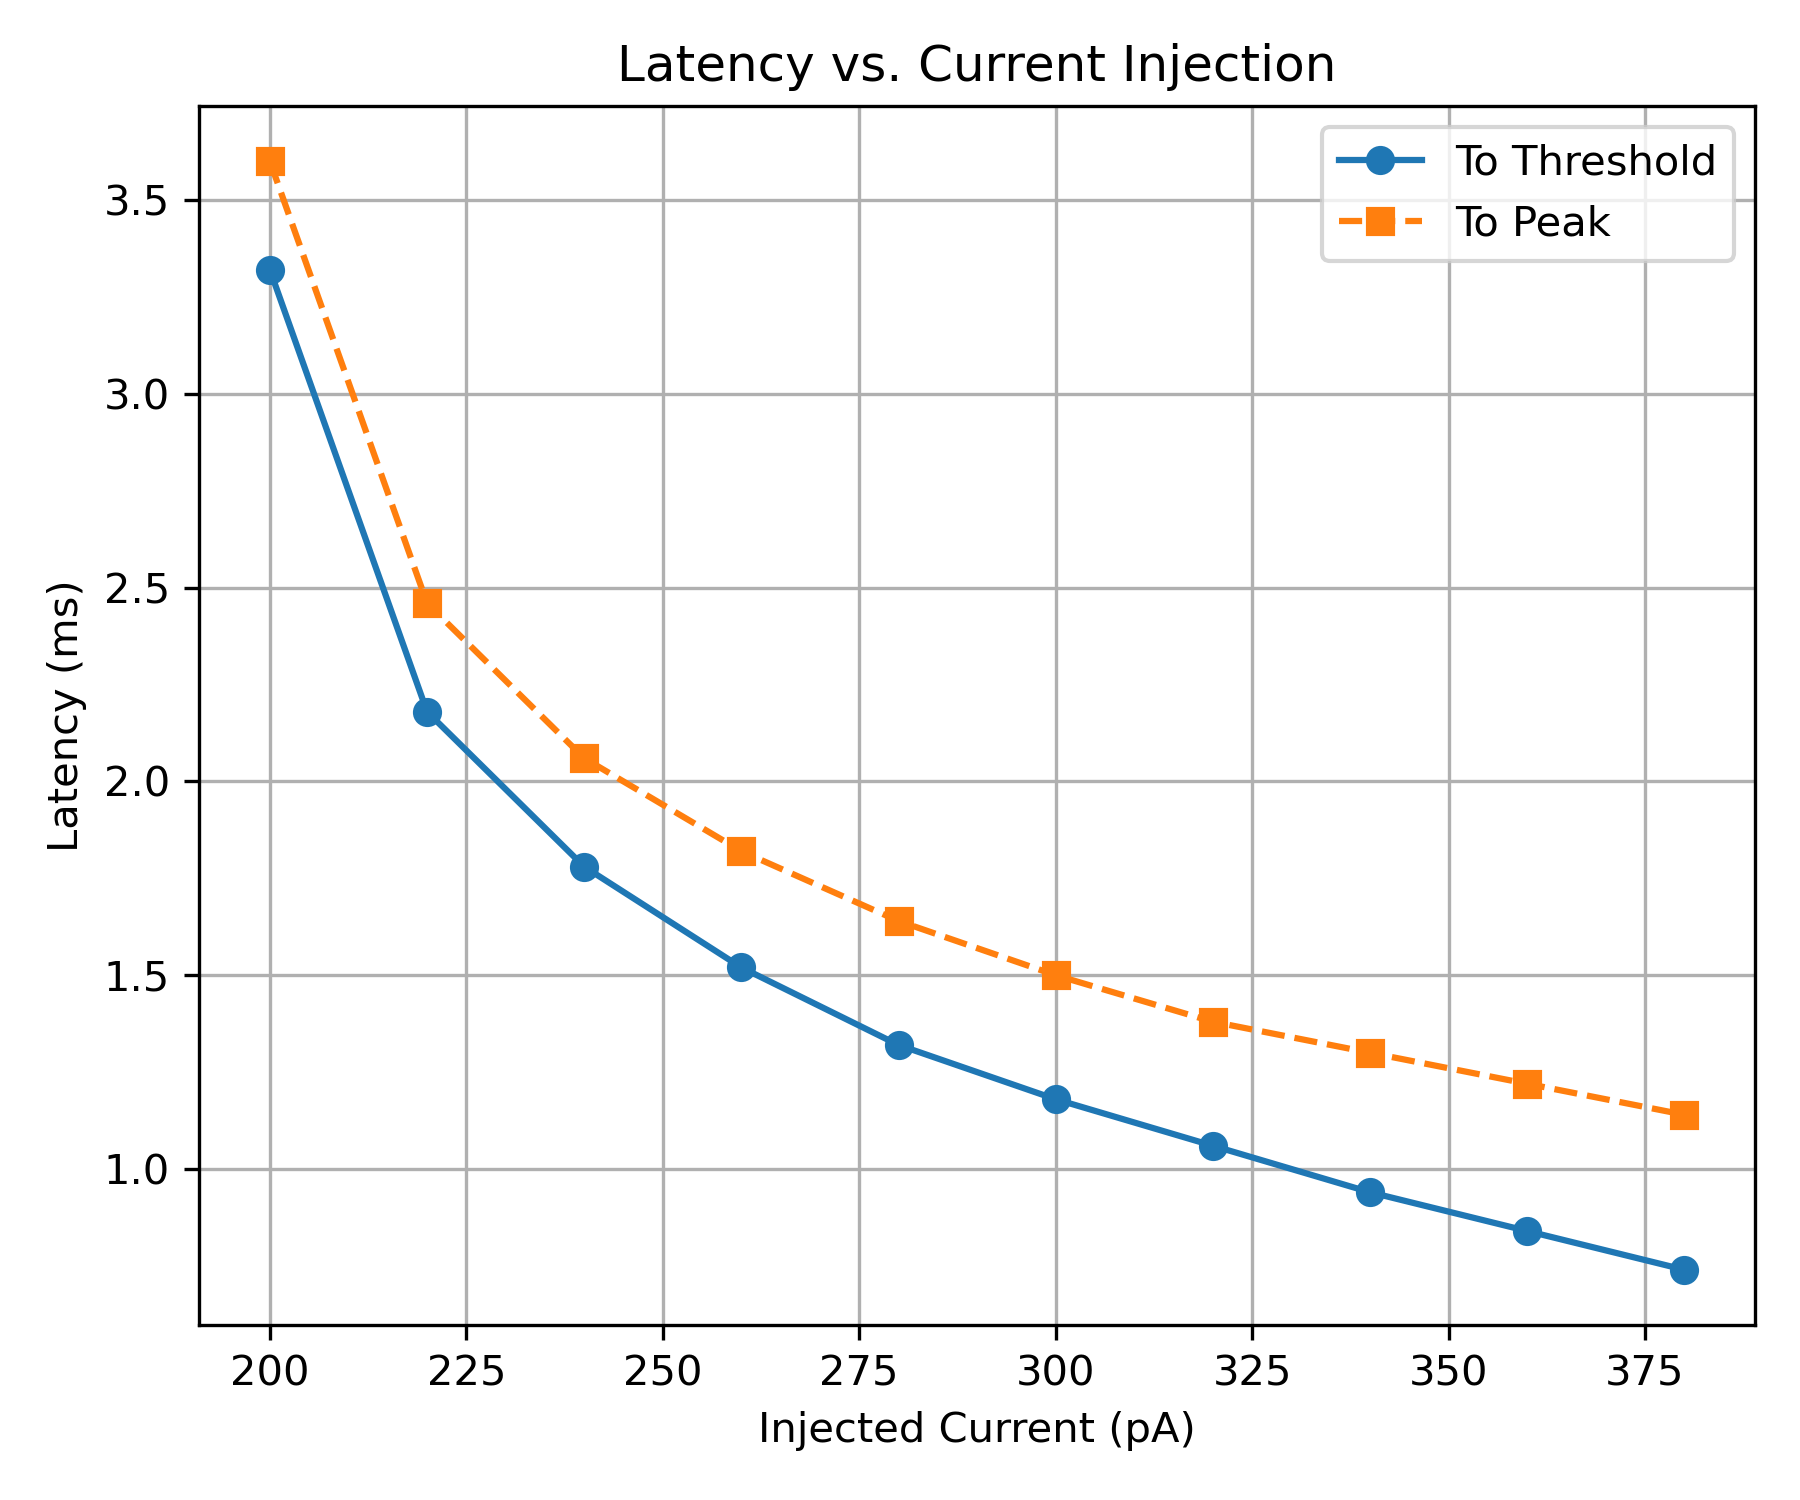 Latency vs. Current Injection
To Threshold
To Peak
Latency (ms)
3.5
3.0
2.5
2.0
1.5
1.0
200 225 250 275 300 325 350 375
Injected Current (pA)